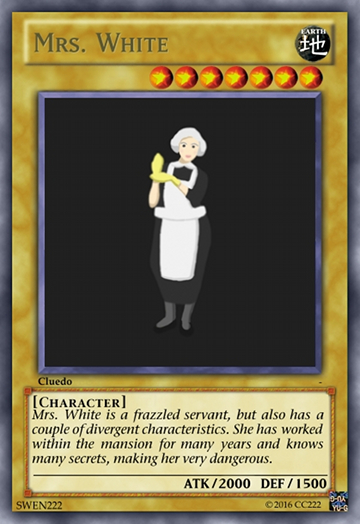 Mrs. White
EARTH
地
Cluedo -
[Character]
Mrs. White is a frazzled servant, but also has a
couple of divergent characteristics. She has worked
within the mansion for many years and knows
many secrets, making her very dangerous.
ATK/2000 DEF/1500
SWEN222 ©2016 CC222